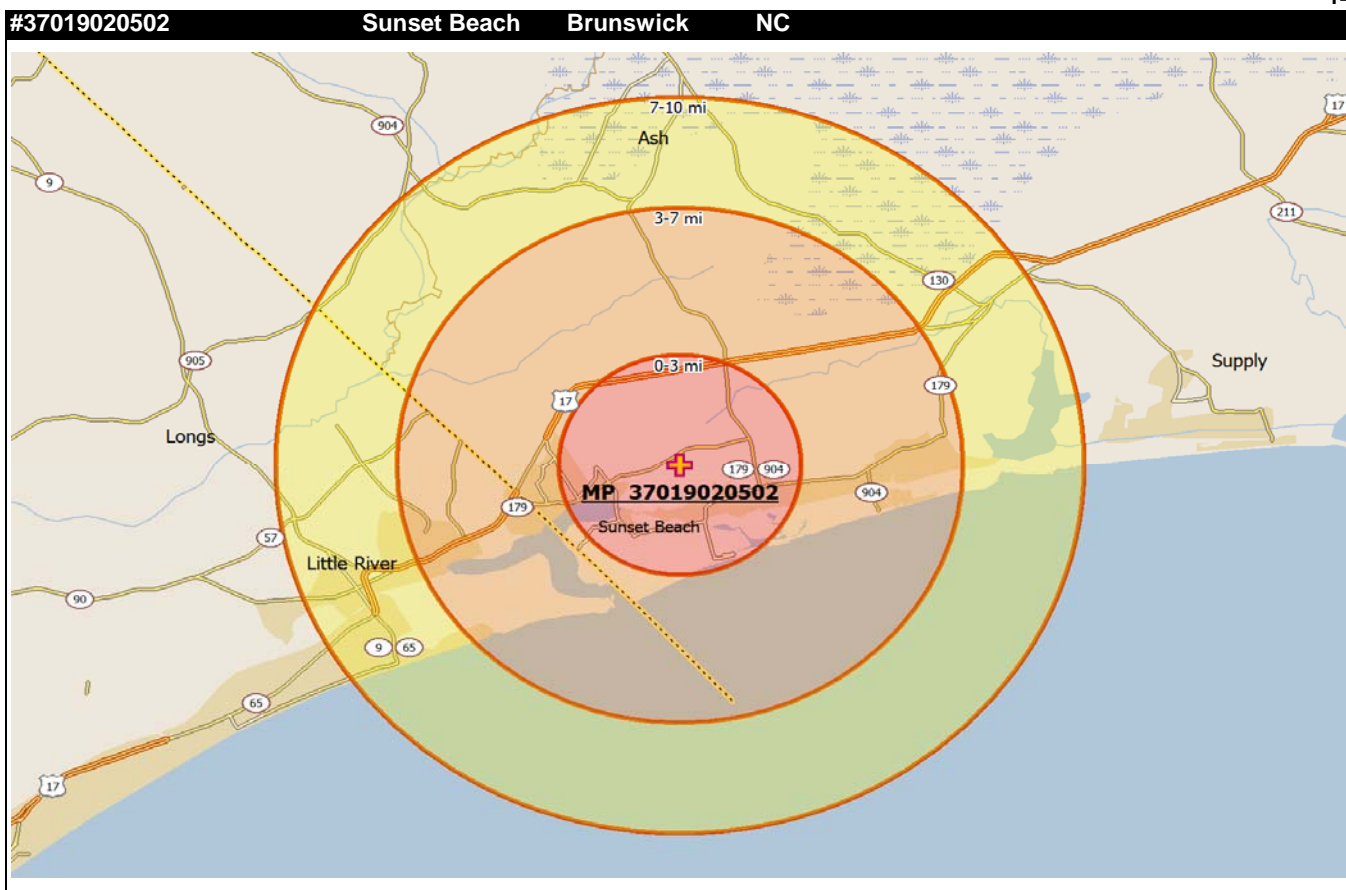 #37019020502 Sunset Beach Brunswick NC
7-10 mi
17
904
Ash
9
3-7 mi
211
130
905
0-3 mi
Supply
179
17
Longs
179 904
MP 37019020502
904
179
Sunset Beach
57
Little River
90
9 65
65
17